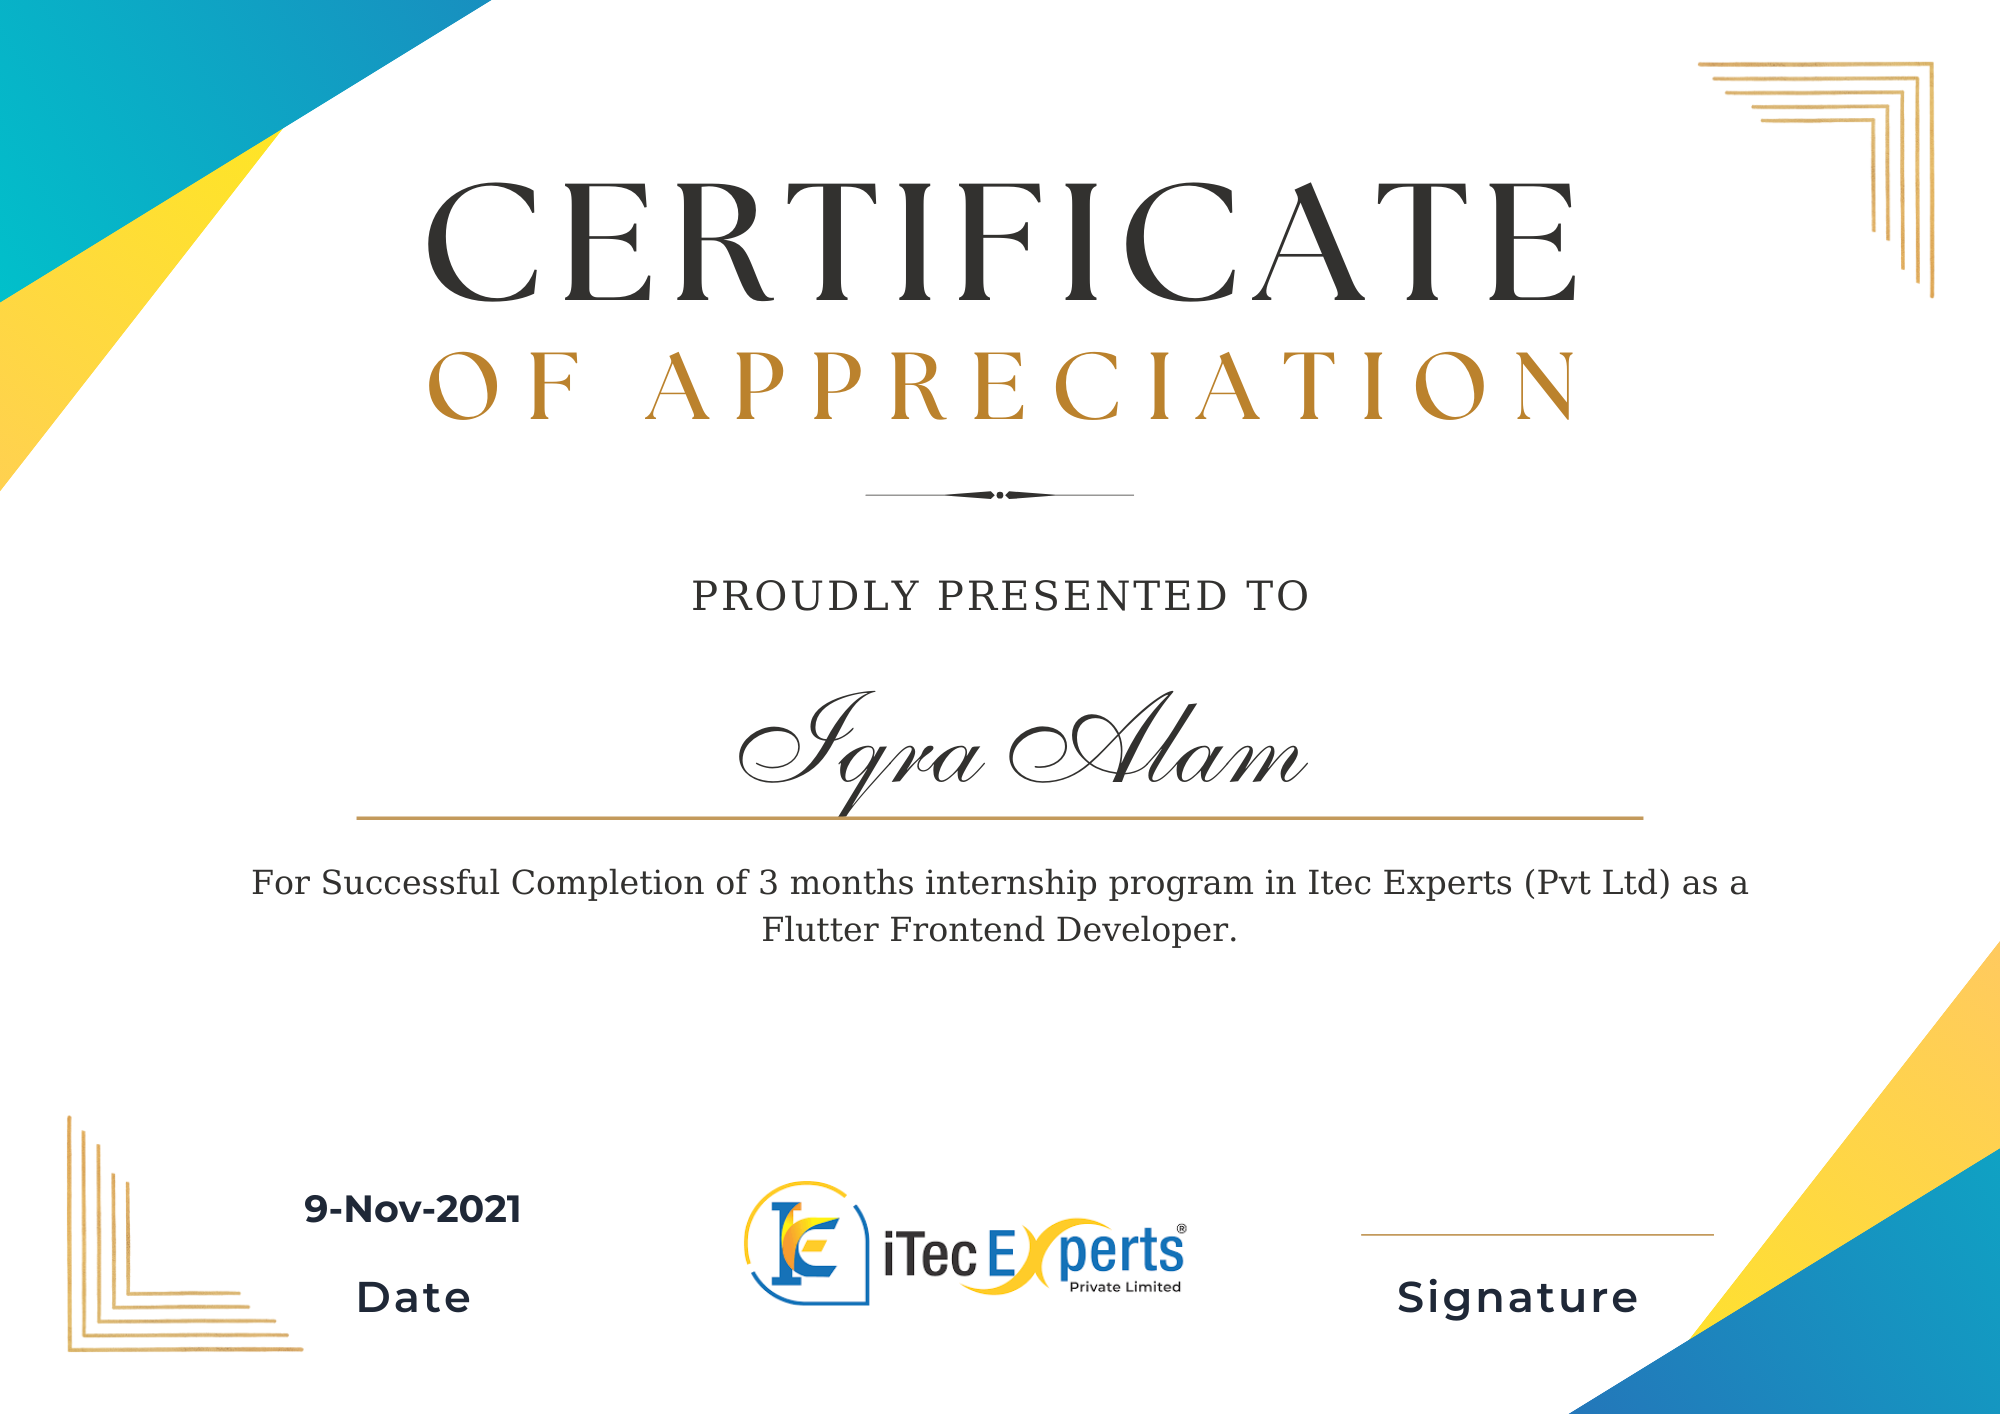 CERTIFICATE
OF APPRECIATION
PROUDLY PRESENTED TO
Iqra Alam
For Successful Completion of 3 months internship program in Itec Experts (Pvt Ltd) as a
Flutter Frontend Developer.
9-Nov-2021
Date
iTec Experts®
Private Limited
Signature